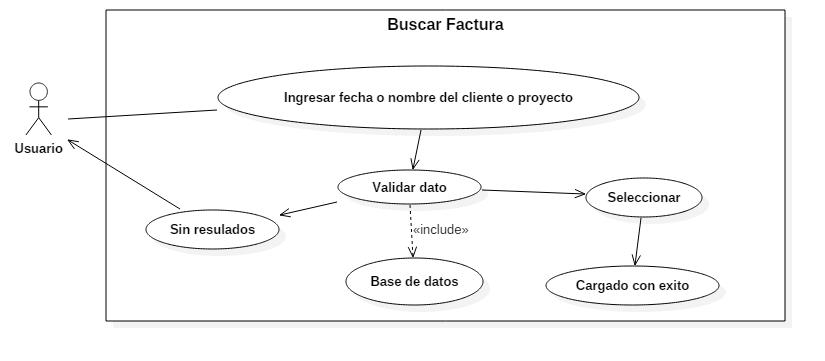 Buscar Factura
Ingresar fecha o nombre del cliente o proyecto
Usuario
Validar dato
Seleccionar
Sin resulados
«include»
Base de datos
Cargado con exito